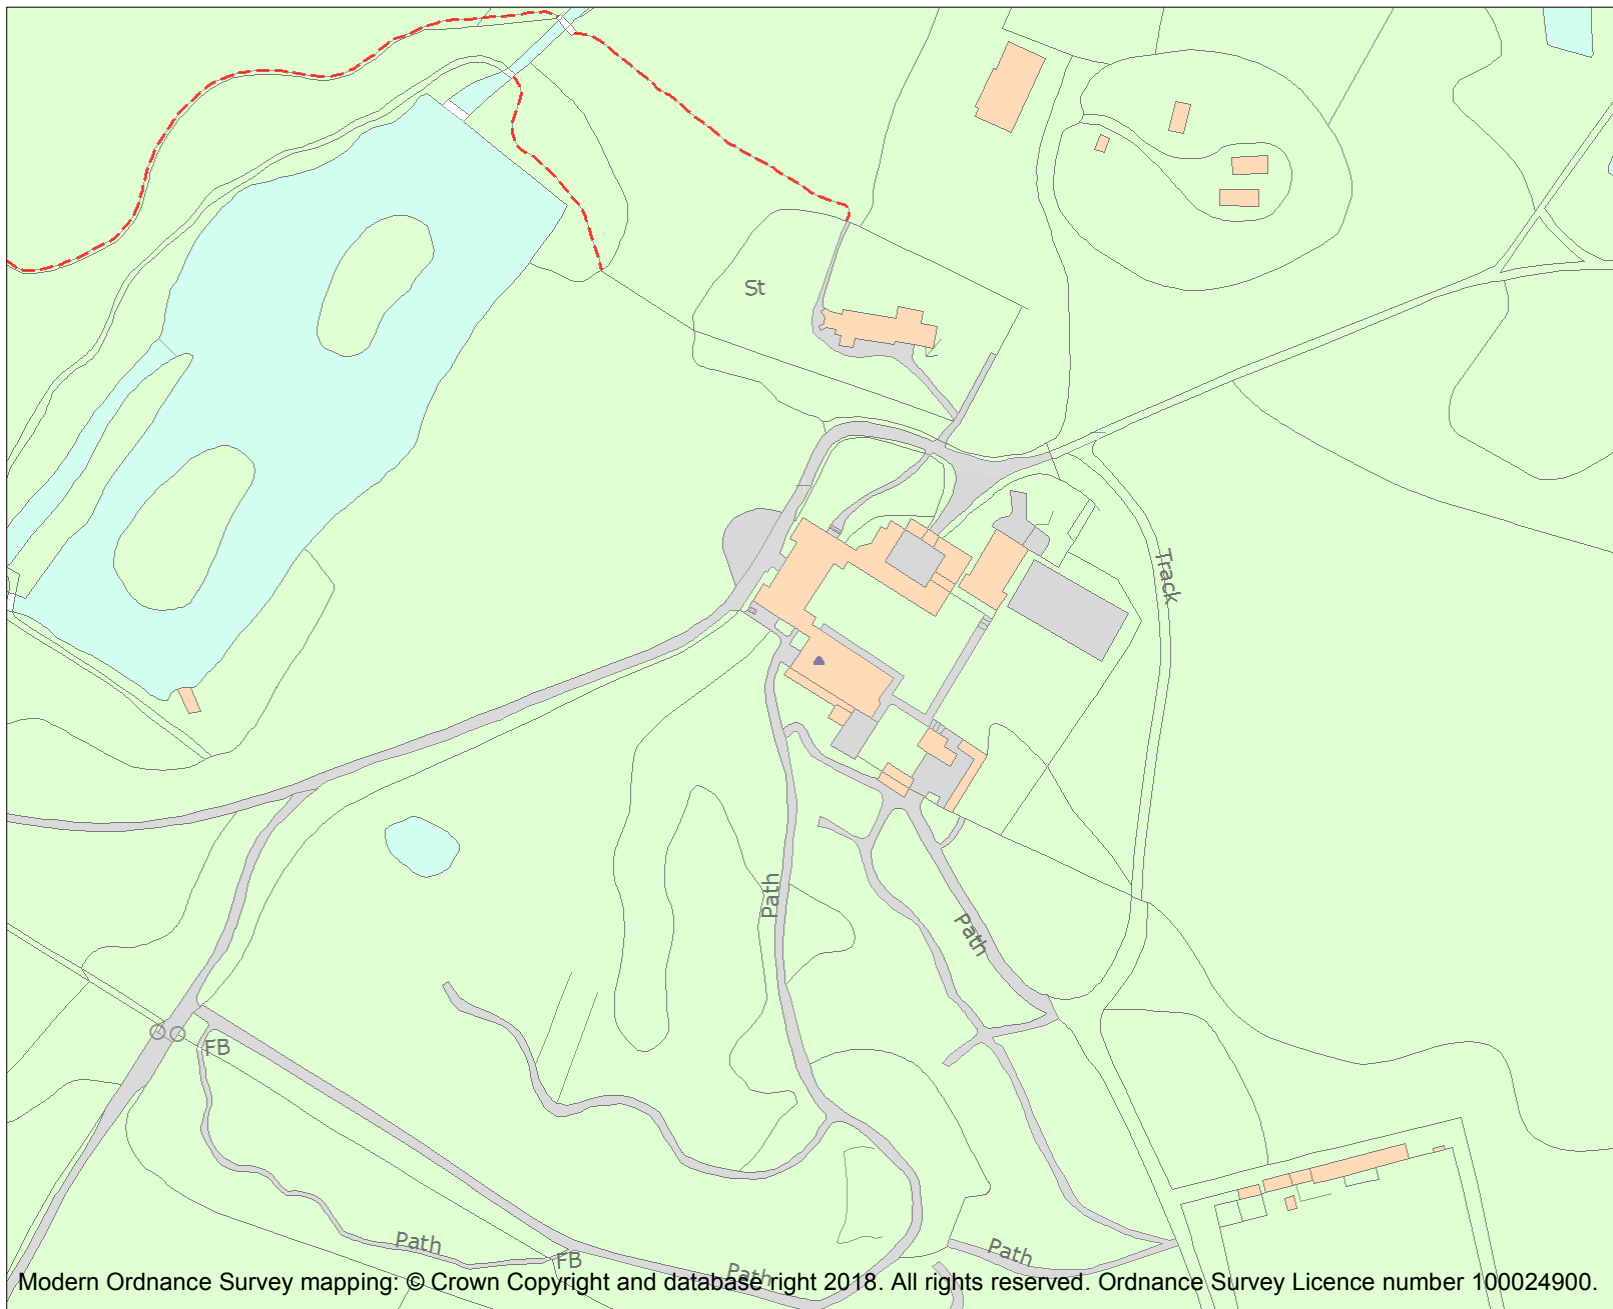 St
Track
Path
Path
FB
Path
FB
Path
Path
Modern Ordnance Survey mapping: © Crown Copyright and database right 2018. All rights reserved. Ordnance Survey Licence number 100024900.